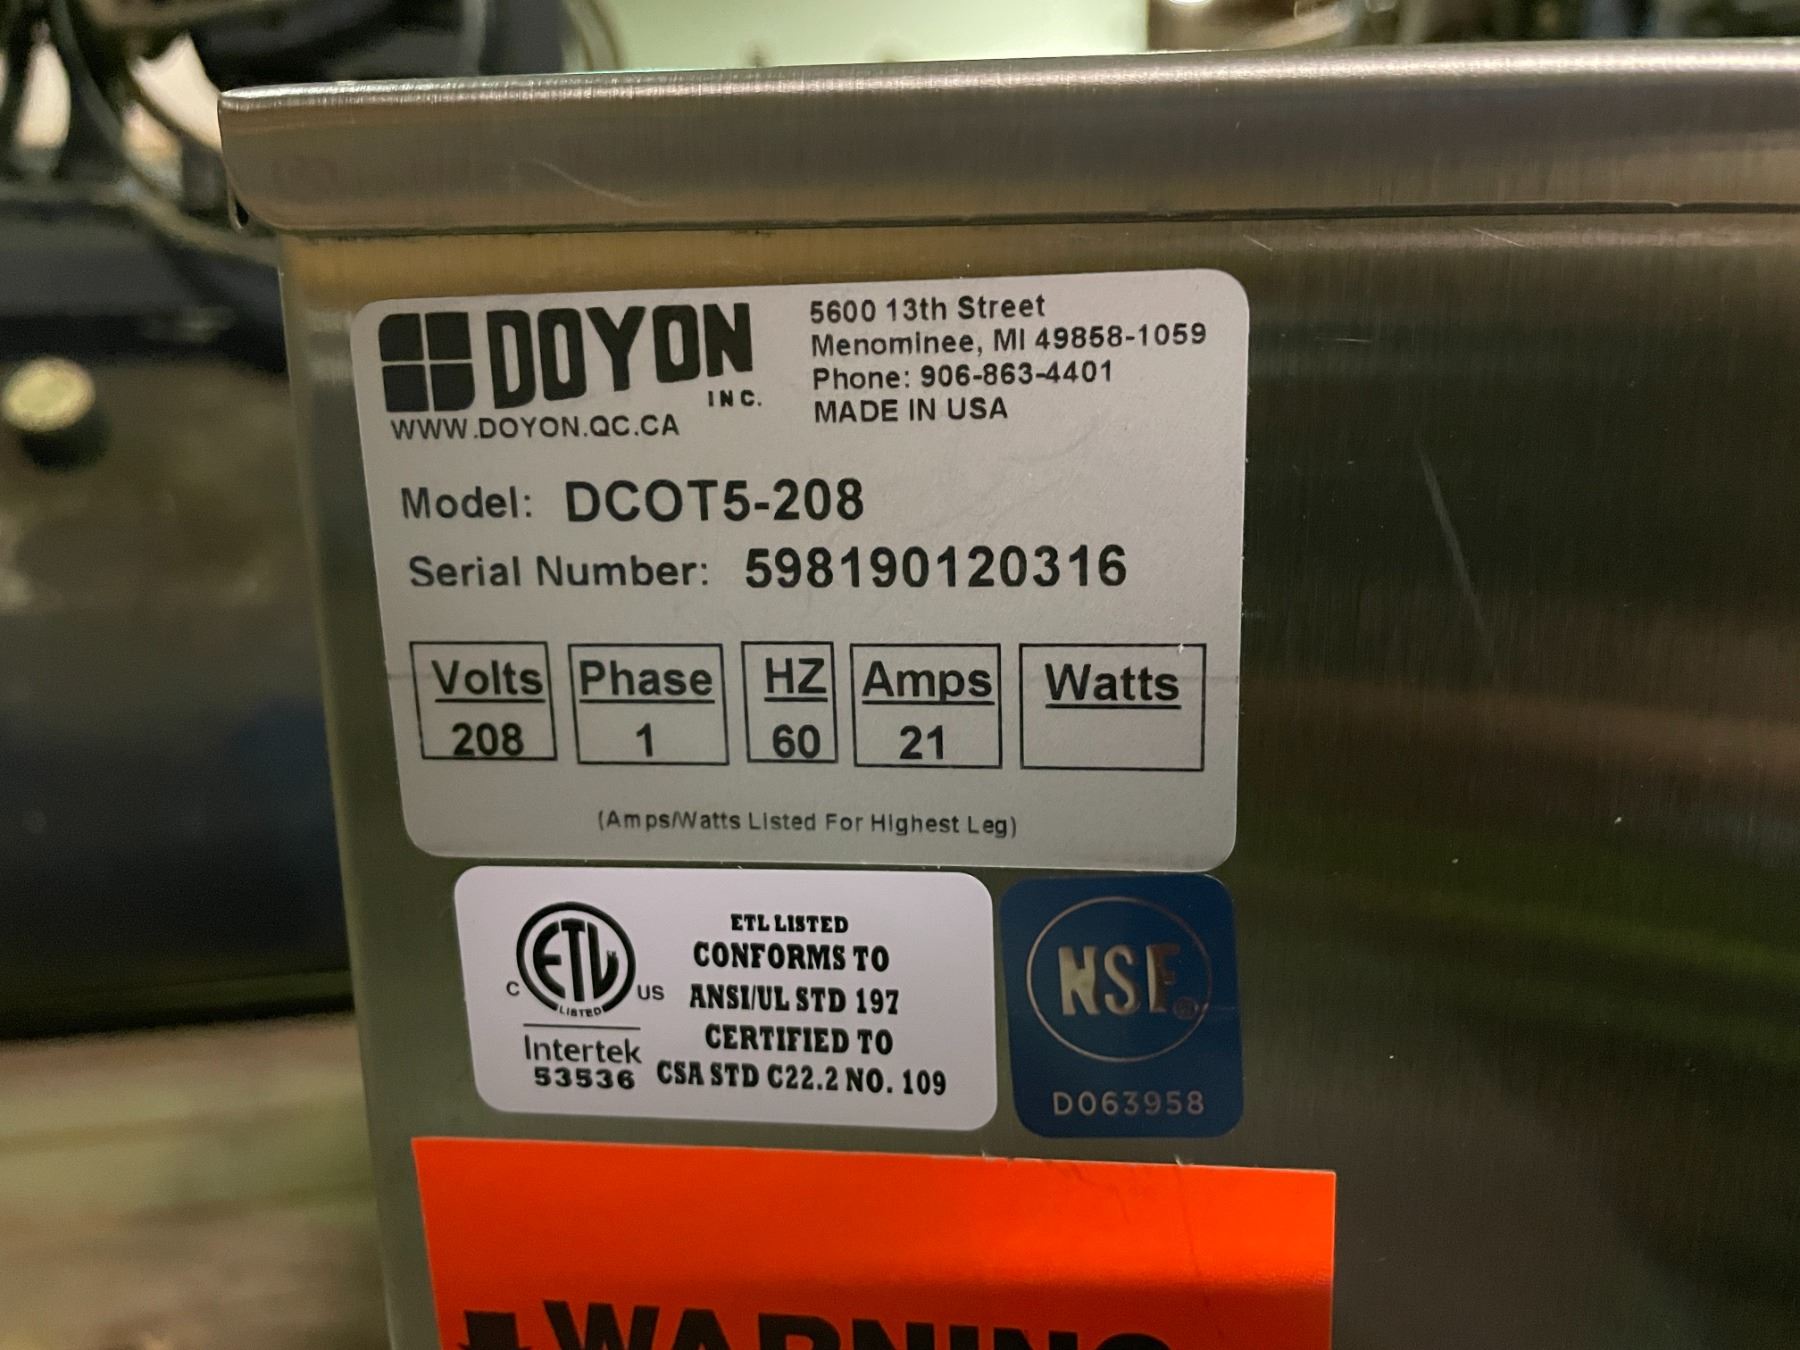 DOYON
INC.
WWW.DOYON.QC.CA
5600 13th Street
Menominee, MI 49858-1059
Phone: 906-863-4401
MADE IN USA
Model: DCOT5-208
Serial Number: 598190120316
Volts Phase HZ Amps Watts
208 1 60 21
(Amps/Watts Listed For Highest Leg)
ETL
LISTED
C US
Intertek
53536
ETL LISTED
CONFORMS TO
ANSI/UL STD 197
CERTIFIED TO
CSA STD C22.2 NO. 109
NSF®
DO63958
WARNING